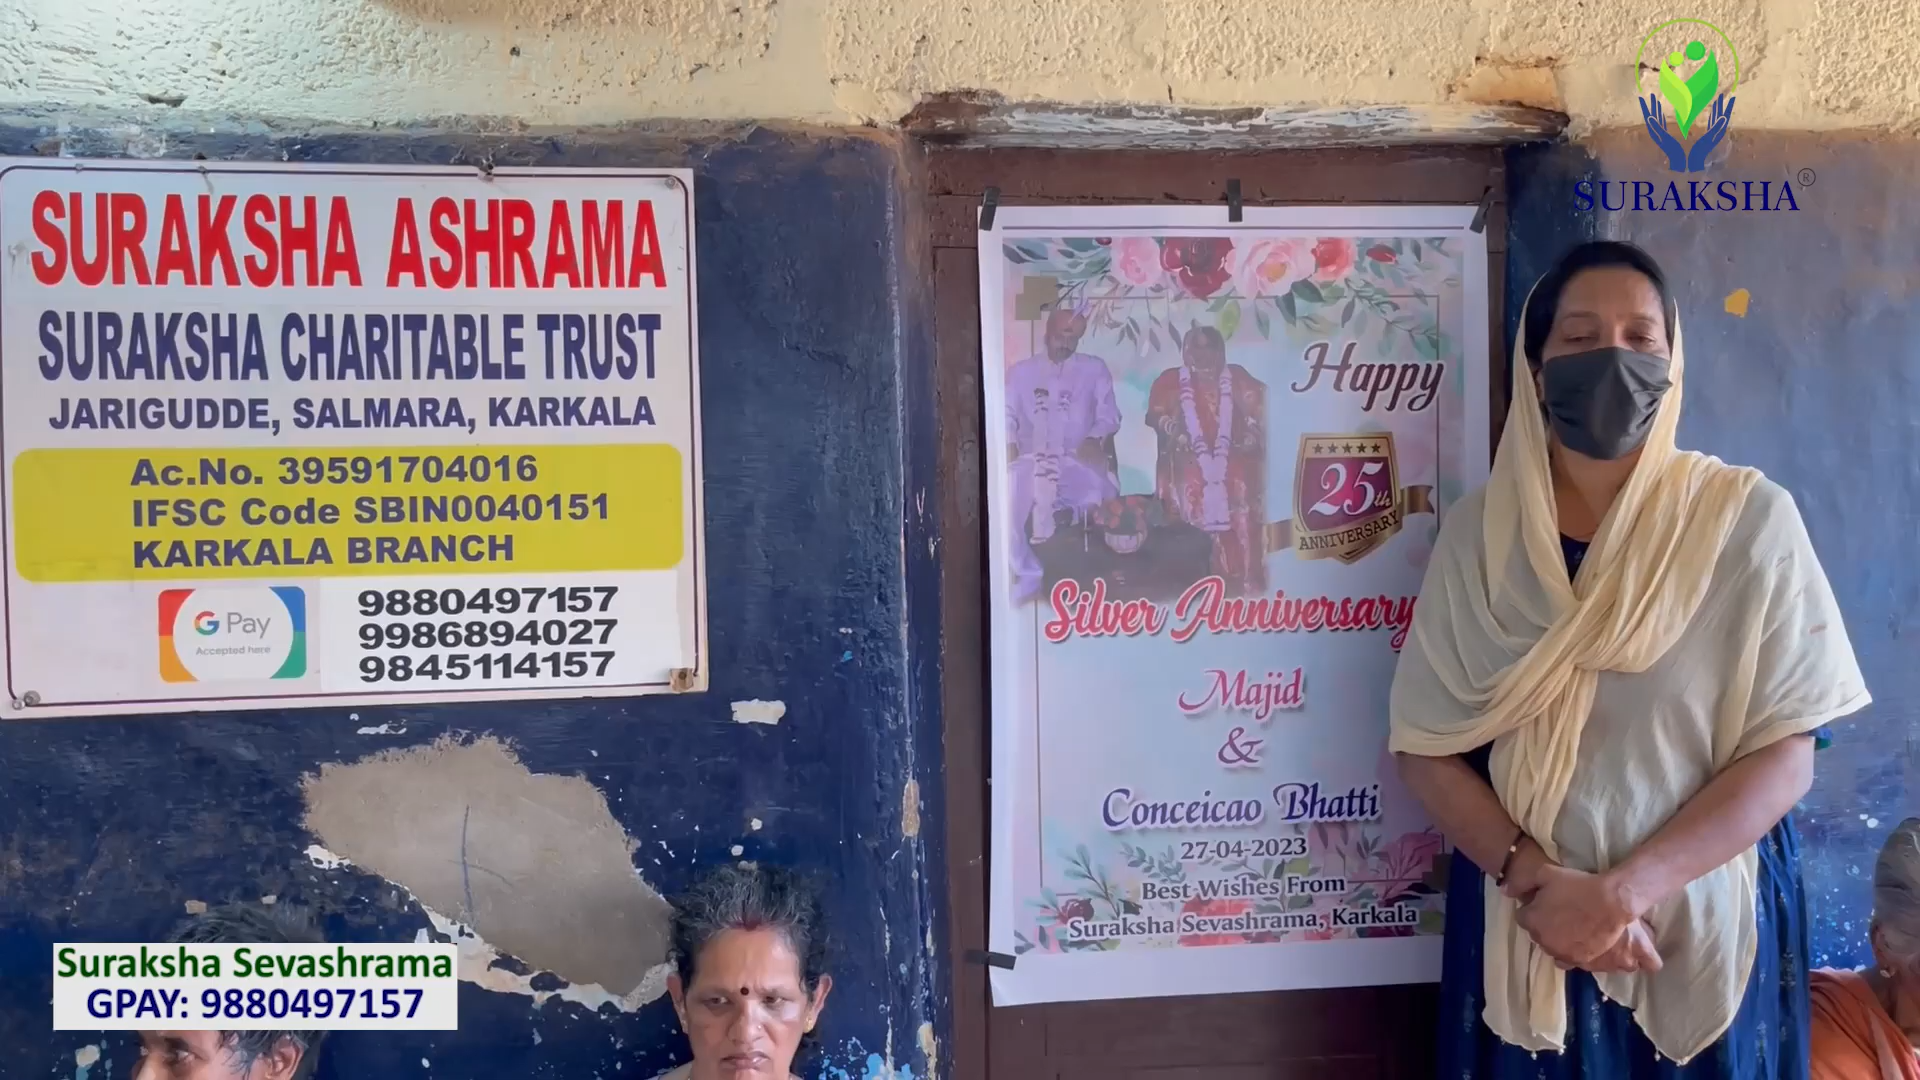 SURAKSHA ASHRAMA
SURAKSHA CHARITABLE TRUST
JARIGUDDE, SALMARA, KARKALA
Ac.No. 39591704016
IFSC Code SBIN0040151
KARKALA BRANCH
G Pay
Accepted here
9880497157
9986894027
9845114157
Happy
25th
ANNIVERSARY
Silver Anniversary
Majid
&
Conceicao Bhatti
27-04-2023
Best Wishes From
Suraksha Sevashrama, Karkala
SURAKSHA®
Suraksha Sevashrama
GPAY: 9880497157